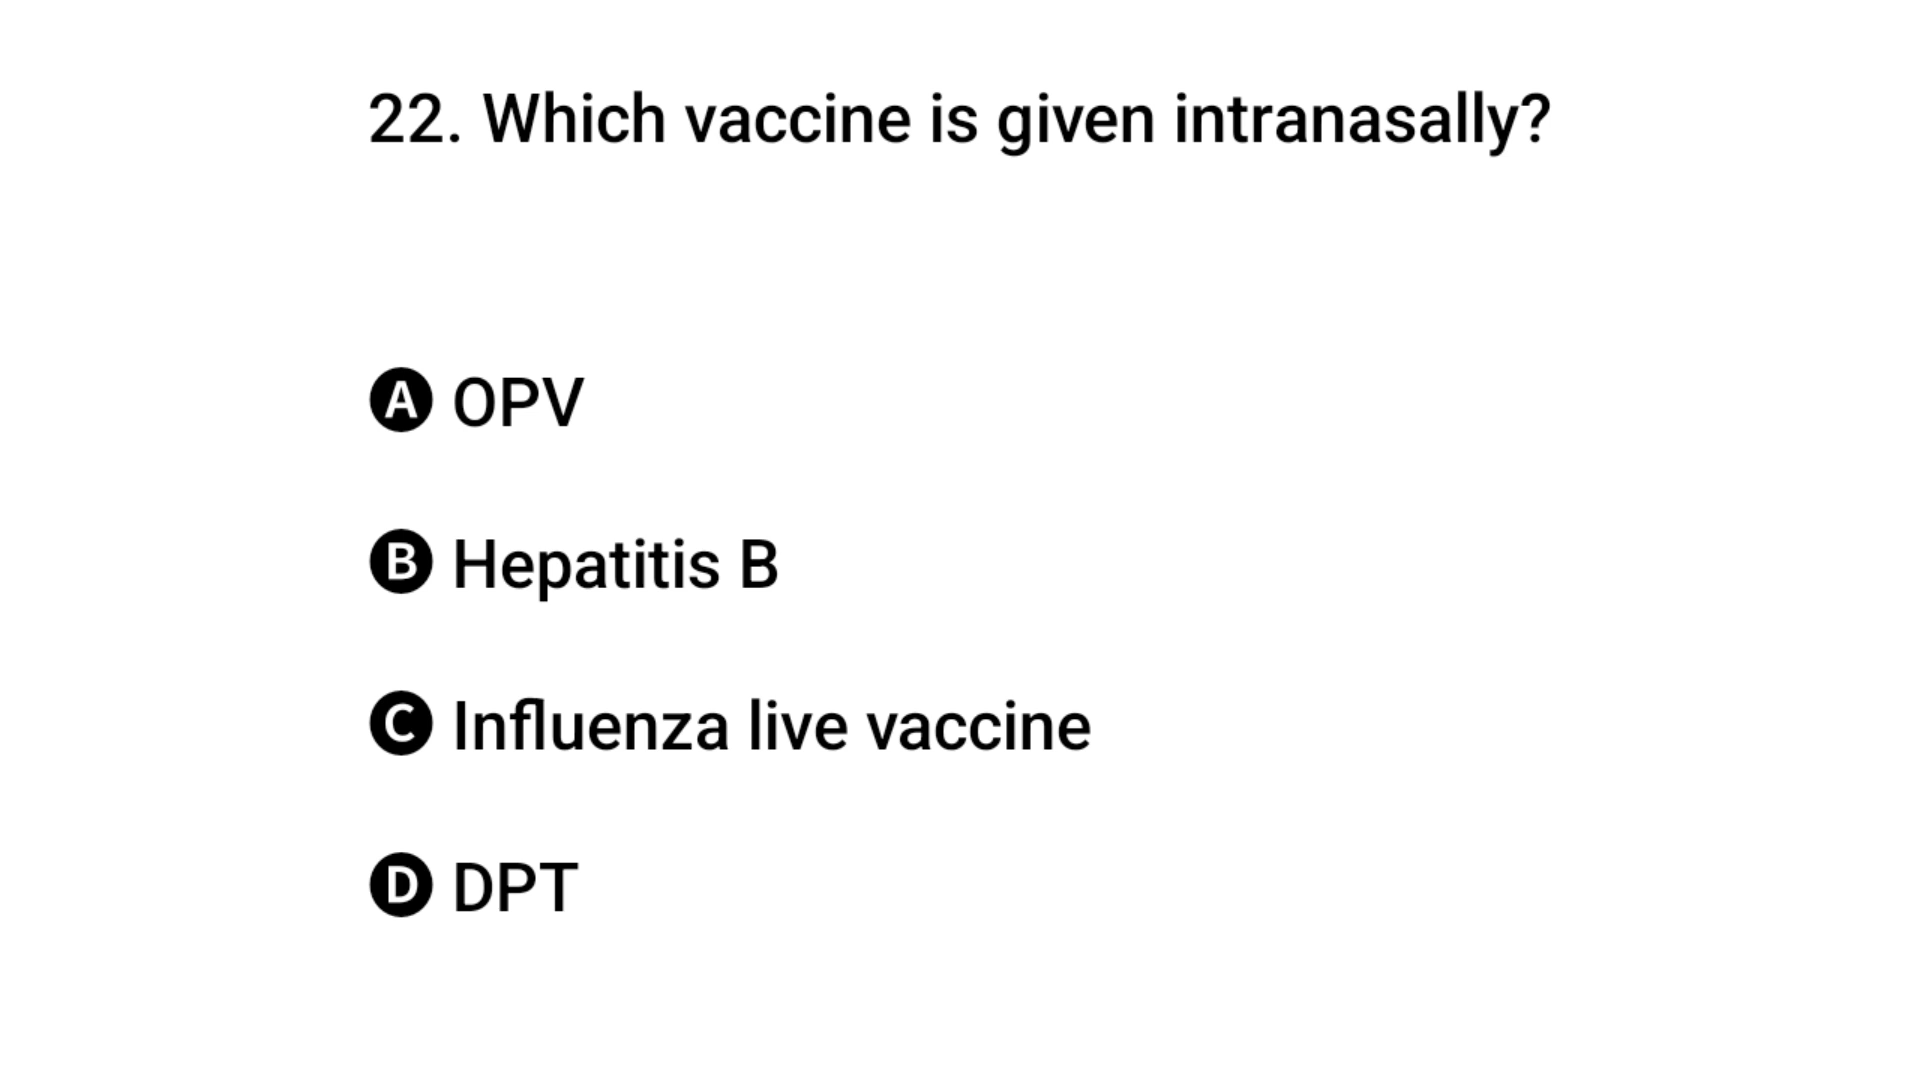 22. Which vaccine is given intranasally?
A OPV
B Hepatitis B
C Influenza live vaccine
D DPT